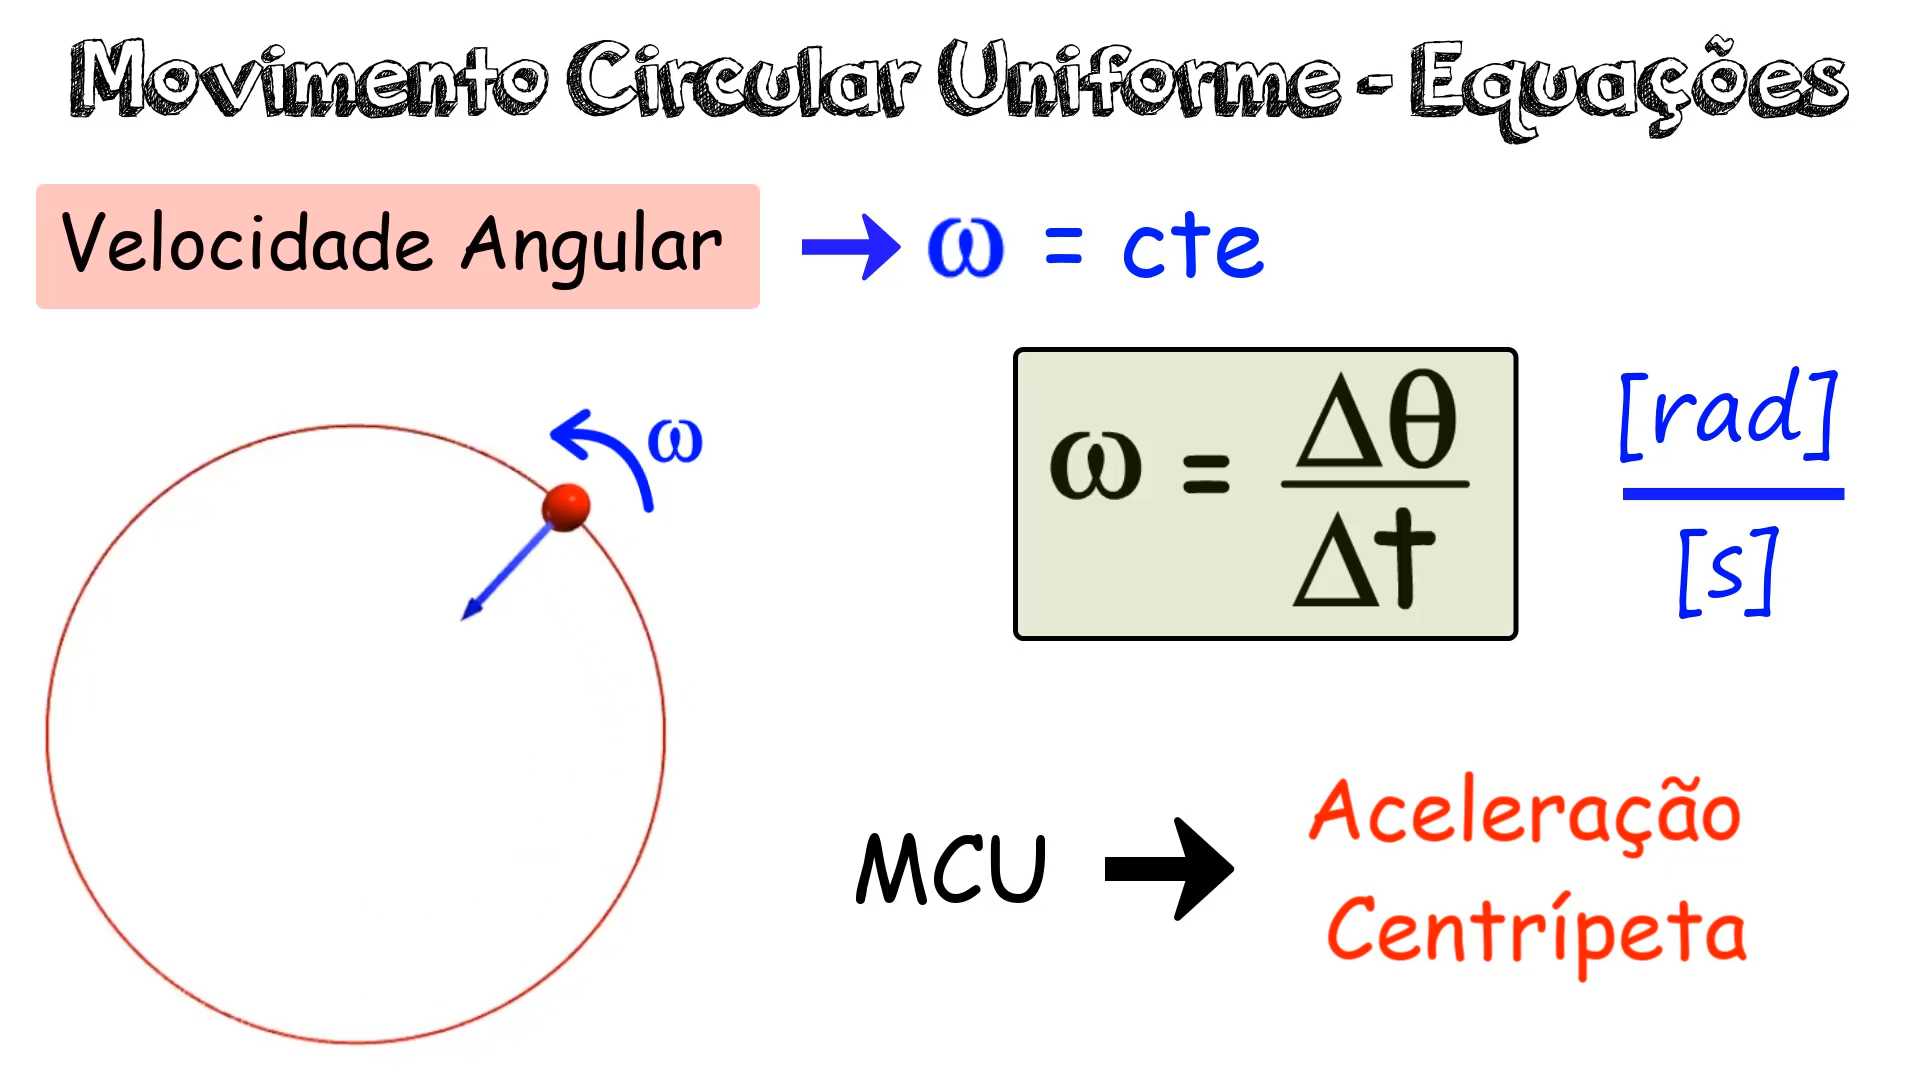 Movimento Circular Uniforme - Equações
Velocidade Angular → ω = cte
ω
ω = Δθ / Δt
[rad] / [s]
MCU → Aceleração
Centrípeta